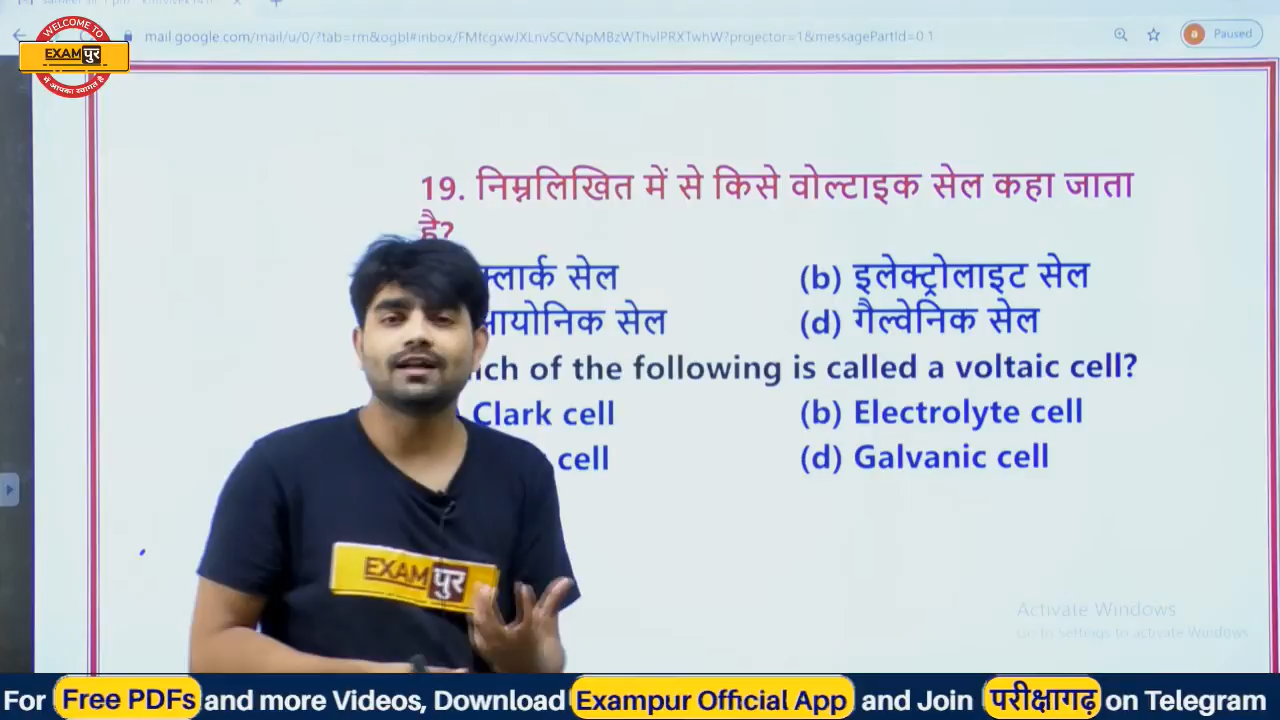 WELCOME TO
EXAMपुर
में आपका स्वागत है
mail.google.com/mail/u/0/?tab=rm&ogbl#inbox/FMfcgxwJXLnvSCVNpMBzWThvlPRXTwhW?projector=1&messagePartId=0.1
Paused
19. निम्नलिखित में से किसे वोल्टाइक सेल कहा जाता
है?
क्लार्क सेल (b) इलेक्ट्रोलाइट सेल
आयोनिक सेल (d) गैल्वेनिक सेल
of the following is called a voltaic cell?
Clark cell (b) Electrolyte cell
cell (d) Galvanic cell
EXAMपुर
Activate Windows
Go to Settings to activate Windows.
For Free PDFs and more Videos, Download Exampur Official App and Join परीक्षागढ़ on Telegram